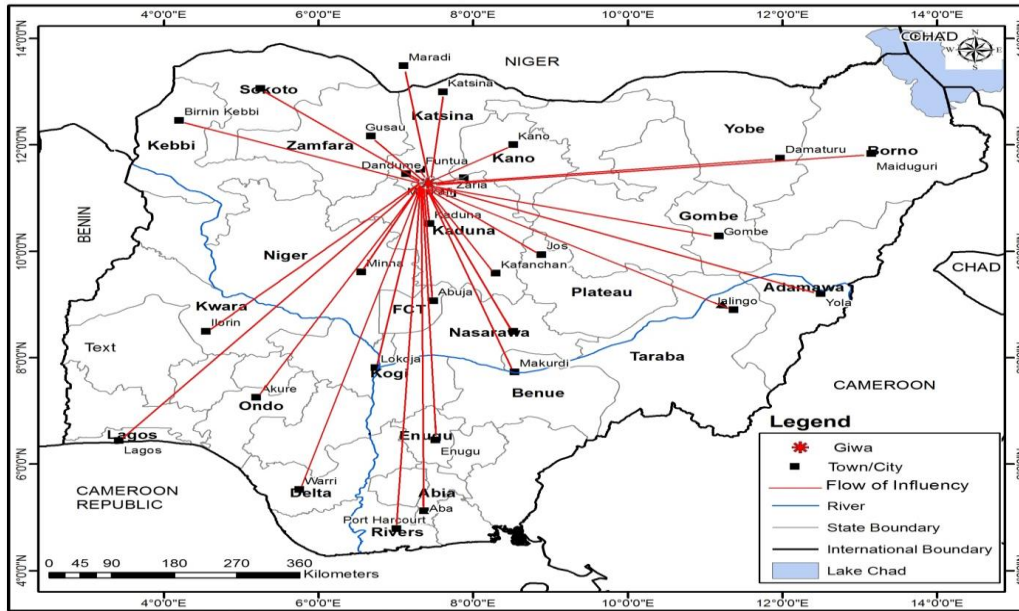 4°0'0"E 6°0'0"E 8°0'0"E 10°0'0"E 12°0'0"E 14°0'0"E
14°0'0"N
12°0'0"N
10°0'0"N
8°0'0"N
6°0'0"N
4°0'0"N
NIGER
CHAD
N
E
S
Maradi
Katsina
Katsina
Sokoto
Birnin Kebbi
Kebbi
Gusau
Zamfara
Kano
Kano
Yobe
Damaturu
Borno
Maiduguri
Dandume
Funtua
Zaria
BENIN
Kaduna
Kaduna
Gombe
Gombe
Jos
Kafanchan
CHAD
Niger
Minna
Plateau
Adamawa
Yola
Jalingo
Abuja
FCT
Kwara
Ilorin
Nasarawa
Text
Taraba
Lokoja
Kogi
Makurdi
Benue
CAMEROON
Akure
Ondo
Lagos
Lagos
Enugu
Enugu
Warri
Delta
Abia
Aba
Port Harcourt
Rivers
CAMEROON
REPUBLIC
Legend
Giwa
Town/City
Flow of Influency
River
State Boundary
International Boundary
Lake Chad
0 45 90 180 270 360
Kilometers
4°0'0"E 6°0'0"E 8°0'0"E 10°0'0"E 12°0'0"E 14°0'0"E